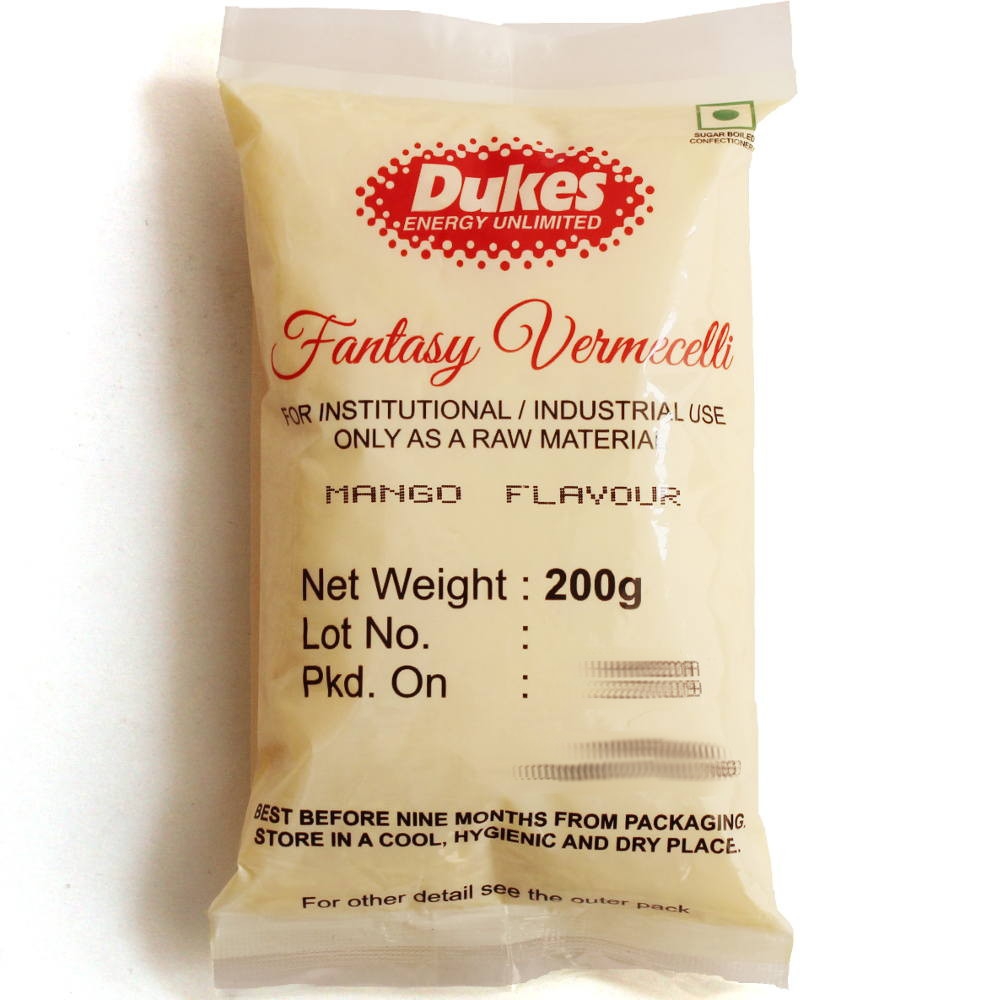 SUGAR BOILED
CONFECTIONERY
Dukes
ENERGY UNLIMITED
Fantasy Vermecelli
FOR INSTITUTIONAL / INDUSTRIAL USE
ONLY AS A RAW MATERIAL
MANGO FLAVOUR
Net Weight : 200g
Lot No. :
Pkd. On :
BEST BEFORE NINE MONTHS FROM PACKAGING.
STORE IN A COOL, HYGIENIC AND DRY PLACE.
For other detail see the outer pack